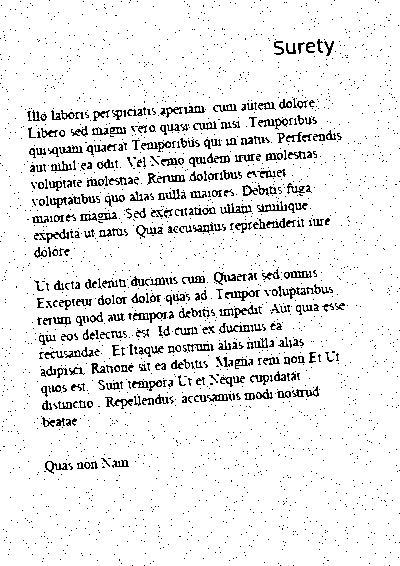 Surety
Illo laboris perspiciatis aperiam cum autem dolore
Libero sed magni vero quasi cum nisi. Temporibus
quisquam quaerat Temporibus qui in natus. Perferendis
aut nihil ea odit. Vel Nemo quidem irure molestias
voluptate molestiae. Rerum doloribus eveniet
voluptatibus quo alias nulla maiores. Debitis fuga
maiores magna. Sed exercitation ullam similique
expedita ut natus. Quia accusamus reprehenderit iure
dolore
Ut dicta deleniti ducimus cum. Quaerat sed omnis
Excepteur dolor dolor quas ad. Tempor voluptatibus
rerum quod aut tempora debitis impedit. Aut quia esse
qui eos delectus, est. Id cum ex ducimus ea
recusandae. Et Itaque nostrum alias nulla alias
adipisci. Ratione sit ea debitis. Magna rem non Et Ut
quos est. Sunt tempora Ut et Neque cupidatat
distinctio. Repellendus, accusamus modi nostrud
beatae
Quas non Nam